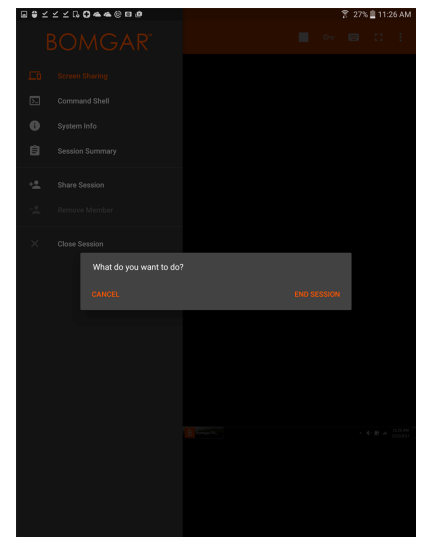 27% 11:26 AM
BOMGAR
Screen Sharing
Command Shell
System Info
Session Summary
Share Session
Remove Member
Close Session
What do you want to do?
CANCEL
END SESSION